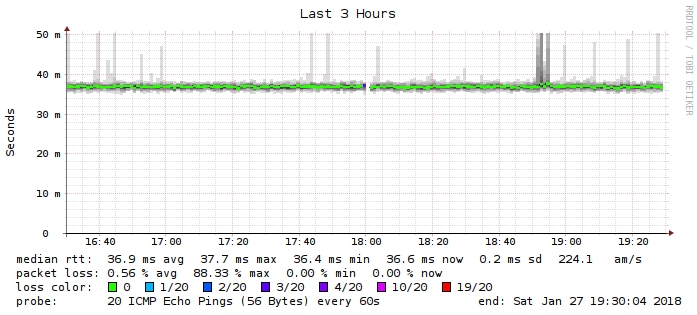 Last 3 Hours
RRDTOOL / TOBI OETIKER
Seconds
50 m
40 m
30 m
20 m
10 m
0
16:40 17:00 17:20 17:40 18:00 18:20 18:40 19:00 19:20
median rtt: 36.9 ms avg 37.7 ms max 36.4 ms min 36.6 ms now 0.2 ms sd 224.1 am/s
packet loss: 0.56 % avg 88.33 % max 0.00 % min 0.00 % now
loss color: 0 1/20 2/20 3/20 4/20 10/20 19/20
probe: 20 ICMP Echo Pings (56 Bytes) every 60s end: Sat Jan 27 19:30:04 2018